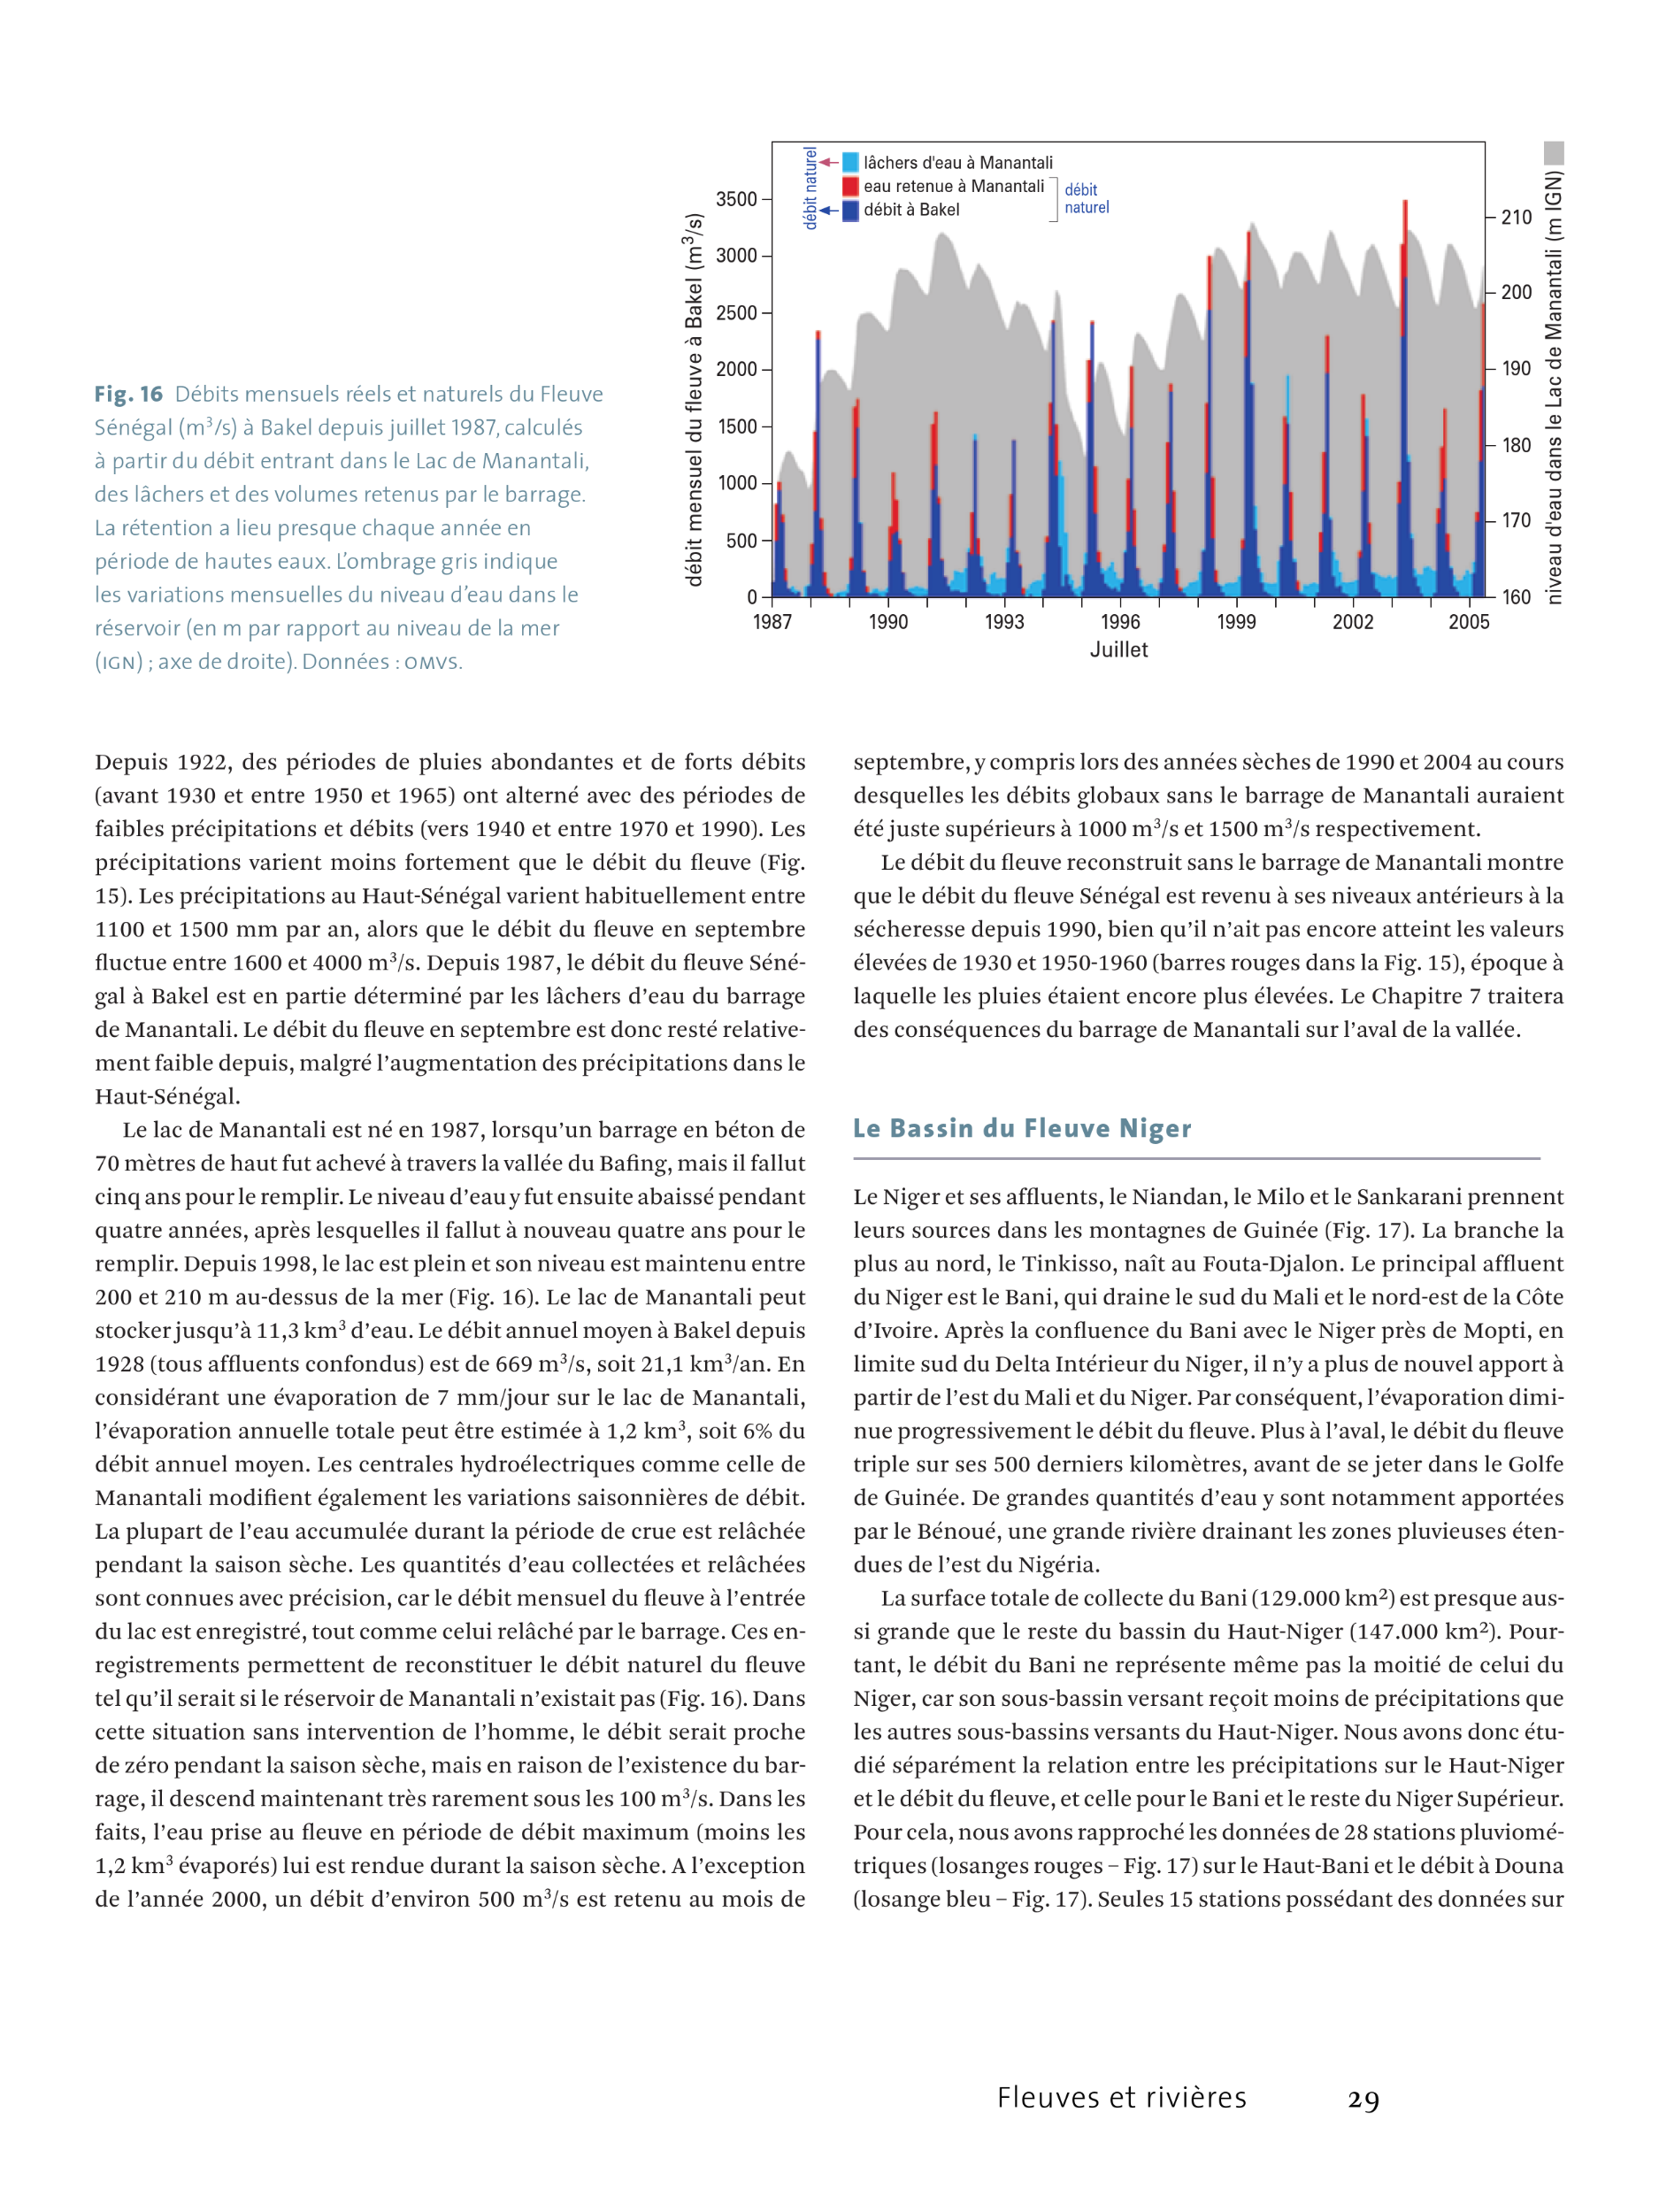 débit naturel
lâchers d'eau à Manantali
eau retenue à Manantali
débit à Bakel
débit
naturel
débit mensuel du fleuve à Bakel (m³/s)
3500
3000
2500
2000
1500
1000
500
0
210
200
190
180
170
160
niveau d'eau dans le Lac de Manantali (m IGN)
1987
1990
1993
1996
1999
2002
2005
Juillet
Fig. 16 Débits mensuels réels et naturels du Fleuve
Sénégal (m³/s) à Bakel depuis juillet 1987, calculés
à partir du débit entrant dans le Lac de Manantali,
des lâchers et des volumes retenus par le barrage.
La rétention a lieu presque chaque année en
période de hautes eaux. L'ombrage gris indique
les variations mensuelles du niveau d'eau dans le
réservoir (en m par rapport au niveau de la mer
(IGN) ; axe de droite). Données : OMVS.
Depuis 1922, des périodes de pluies abondantes et de forts débits
(avant 1930 et entre 1950 et 1965) ont alterné avec des périodes de
faibles précipitations et débits (vers 1940 et entre 1970 et 1990). Les
précipitations varient moins fortement que le débit du fleuve (Fig.
15). Les précipitations au Haut-Sénégal varient habituellement entre
1100 et 1500 mm par an, alors que le débit du fleuve en septembre
fluctue entre 1600 et 4000 m³/s. Depuis 1987, le débit du fleuve Séné-
gal à Bakel est en partie déterminé par les lâchers d'eau du barrage
de Manantali. Le débit du fleuve en septembre est donc resté relative-
ment faible depuis, malgré l'augmentation des précipitations dans le
Haut-Sénégal.
Le lac de Manantali est né en 1987, lorsqu'un barrage en béton de
70 mètres de haut fut achevé à travers la vallée du Bafing, mais il fallut
cinq ans pour le remplir. Le niveau d'eau y fut ensuite abaissé pendant
quatre années, après lesquelles il fallut à nouveau quatre ans pour le
remplir. Depuis 1998, le lac est plein et son niveau est maintenu entre
200 et 210 m au-dessus de la mer (Fig. 16). Le lac de Manantali peut
stocker jusqu'à 11,3 km³ d'eau. Le débit annuel moyen à Bakel depuis
1928 (tous affluents confondus) est de 669 m³/s, soit 21,1 km³/an. En
considérant une évaporation de 7 mm/jour sur le lac de Manantali,
l'évaporation annuelle totale peut être estimée à 1,2 km³, soit 6% du
débit annuel moyen. Les centrales hydroélectriques comme celle de
Manantali modifient également les variations saisonnières de débit.
La plupart de l'eau accumulée durant la période de crue est relâchée
pendant la saison sèche. Les quantités d'eau collectées et relâchées
sont connues avec précision, car le débit mensuel du fleuve à l'entrée
du lac est enregistré, tout comme celui relâché par le barrage. Ces en-
registrements permettent de reconstituer le débit naturel du fleuve
tel qu'il serait si le réservoir de Manantali n'existait pas (Fig. 16). Dans
cette situation sans intervention de l'homme, le débit serait proche
de zéro pendant la saison sèche, mais en raison de l'existence du bar-
rage, il descend maintenant très rarement sous les 100 m³/s. Dans les
faits, l'eau prise au fleuve en période de débit maximum (moins les
1,2 km³ évaporés) lui est rendue durant la saison sèche. A l'exception
de l'année 2000, un débit d'environ 500 m³/s est retenu au mois de
septembre, y compris lors des années sèches de 1990 et 2004 au cours
desquelles les débits globaux sans le barrage de Manantali auraient
été juste supérieurs à 1000 m³/s et 1500 m³/s respectivement.
Le débit du fleuve reconstruit sans le barrage de Manantali montre
que le débit du fleuve Sénégal est revenu à ses niveaux antérieurs à la
sécheresse depuis 1990, bien qu'il n'ait pas encore atteint les valeurs
élevées de 1930 et 1950-1960 (barres rouges dans la Fig. 15), époque à
laquelle les pluies étaient encore plus élevées. Le Chapitre 7 traitera
des conséquences du barrage de Manantali sur l'aval de la vallée.
Le Bassin du Fleuve Niger
Le Niger et ses affluents, le Niandan, le Milo et le Sankarani prennent
leurs sources dans les montagnes de Guinée (Fig. 17). La branche la
plus au nord, le Tinkisso, naît au Fouta-Djalon. Le principal affluent
du Niger est le Bani, qui draine le sud du Mali et le nord-est de la Côte
d'Ivoire. Après la confluence du Bani avec le Niger près de Mopti, en
limite sud du Delta Intérieur du Niger, il n'y a plus de nouvel apport à
partir de l'est du Mali et du Niger. Par conséquent, l'évaporation dimi-
nue progressivement le débit du fleuve. Plus à l'aval, le débit du fleuve
triple sur ses 500 derniers kilomètres, avant de se jeter dans le Golfe
de Guinée. De grandes quantités d'eau y sont notamment apportées
par le Bénoué, une grande rivière drainant les zones pluvieuses éten-
dues de l'est du Nigéria.
La surface totale de collecte du Bani (129.000 km²) est presque aus-
si grande que le reste du bassin du Haut-Niger (147.000 km²). Pour-
tant, le débit du Bani ne représente même pas la moitié de celui du
Niger, car son sous-bassin versant reçoit moins de précipitations que
les autres sous-bassins versants du Haut-Niger. Nous avons donc étu-
dié séparément la relation entre les précipitations sur le Haut-Niger
et le débit du fleuve, et celle pour le Bani et le reste du Niger Supérieur.
Pour cela, nous avons rapproché les données de 28 stations pluviomé-
triques (losanges rouges – Fig. 17) sur le Haut-Bani et le débit à Douna
(losange bleu – Fig. 17). Seules 15 stations possédant des données sur
Fleuves et rivières 29